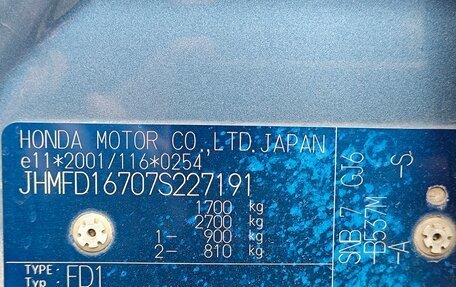 HONDA MOTOR CO.,LTD.JAPAN
e11*2001/116*0254
JHMFD16707S227191
1700 kg
2700 kg
1- 900 kg
2- 810 kg
TYPE:
FD1
SNB 7 GJ6
-B537M
-A -S